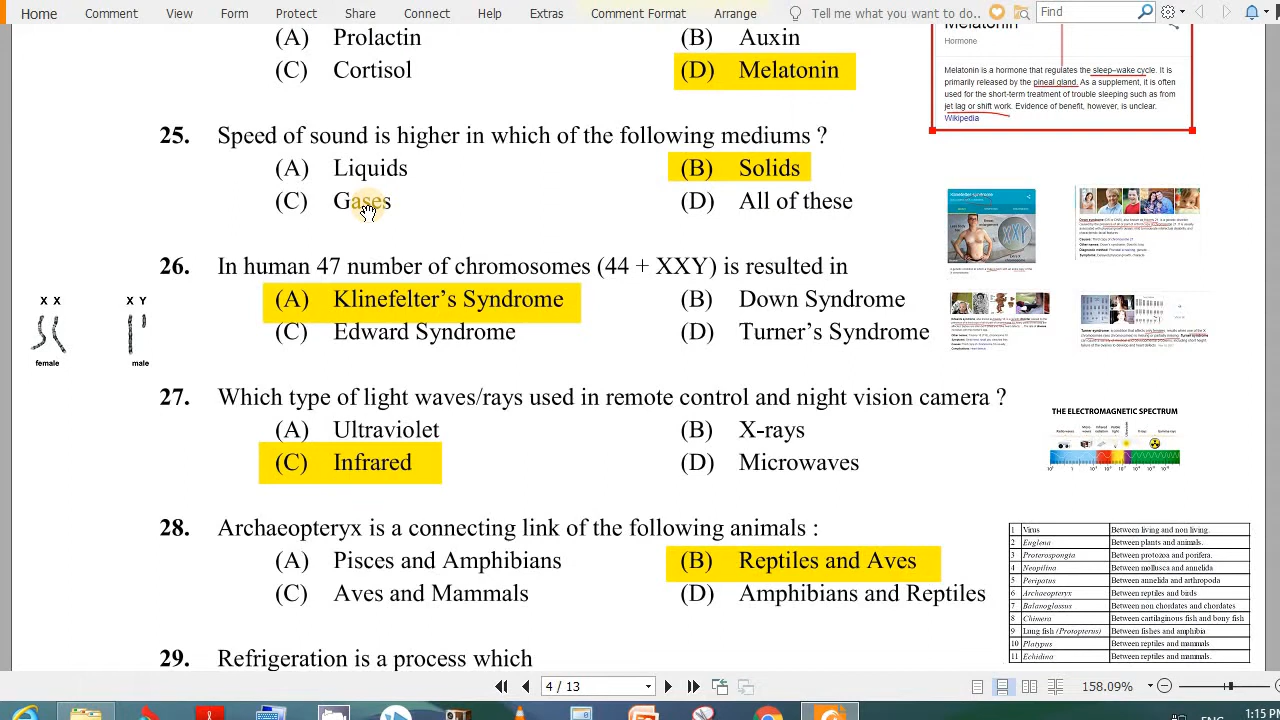 Home Comment View Form Protect Share Connect Help Extras Comment Format Arrange Tell me what you want to do.. Find
(A) Prolactin (B) Auxin
(C) Cortisol (D) Melatonin
Melatonin
Hormone
Melatonin is a hormone that regulates the sleep–wake cycle. It is
primarily released by the pineal gland. As a supplement, it is often
used for the short-term treatment of trouble sleeping such as from
jet lag or shift work. Evidence of benefit, however, is unclear.
Wikipedia
25. Speed of sound is higher in which of the following mediums ?
(A) Liquids (B) Solids
(C) Gases (D) All of these
Klinefelter syndrome
26. In human 47 number of chromosomes (44 + XXY) is resulted in
(A) Klinefelter's Syndrome (B) Down Syndrome
(C) Edward Syndrome (D) Turner's Syndrome
X X X Y
female male
27. Which type of light waves/rays used in remote control and night vision camera ?
(A) Ultraviolet (B) X-rays
(C) Infrared (D) Microwaves
THE ELECTROMAGNETIC SPECTRUM
28. Archaeopteryx is a connecting link of the following animals :
(A) Pisces and Amphibians (B) Reptiles and Aves
(C) Aves and Mammals (D) Amphibians and Reptiles
1 Virus Between living and non living.
2 Euglena Between plants and animals.
3 Proterospongia Between protozoa and porifera.
4 Neopilina Between mollusca and annelida
5 Peripatus Between annelida and arthropoda
6 Archaeopteryx Between reptiles and birds
7 Balanoglossus Between non chordates and chordates
8 Chimera Between cartilaginous fish and bony fish
9 Lung fish (Protopterus) Between fishes and amphibia
10 Platypus Between reptiles and mammals
11 Echidina Between reptiles and mammals.
29. Refrigeration is a process which
4 / 13 158.09%
ENG 1:15 PM